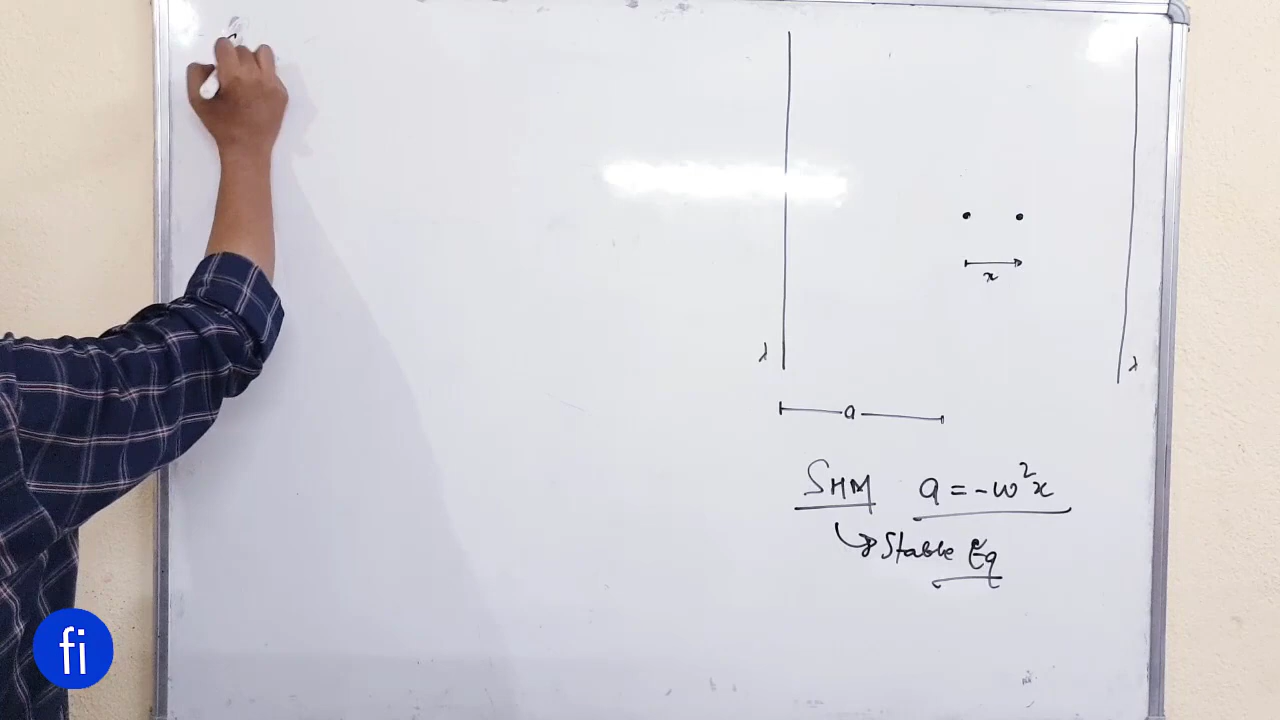 x
λ
λ
a
SHM a = -ω²x
↳ Stable Eq
fi